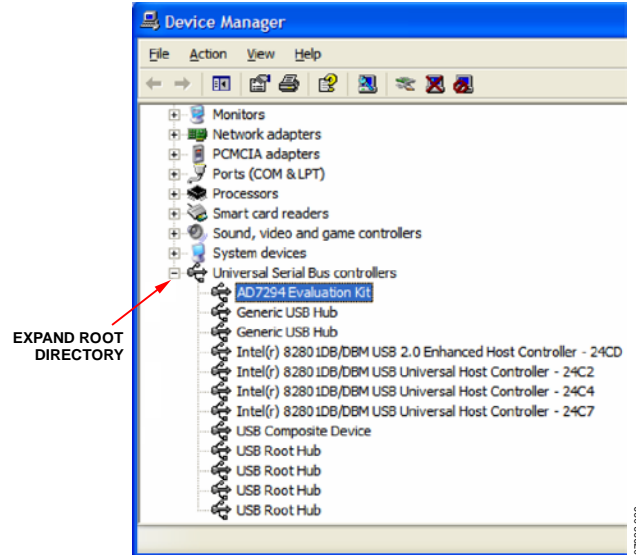 Device Manager
File Action View Help
Monitors
Network adapters
PCMCIA adapters
Ports (COM & LPT)
Processors
Smart card readers
Sound, video and game controllers
System devices
Universal Serial Bus controllers
AD7294 Evaluation Kit
Generic USB Hub
Generic USB Hub
Intel(r) 82801DB/DBM USB 2.0 Enhanced Host Controller - 24CD
Intel(r) 82801DB/DBM USB Universal Host Controller - 24C2
Intel(r) 82801DB/DBM USB Universal Host Controller - 24C4
Intel(r) 82801DB/DBM USB Universal Host Controller - 24C7
USB Composite Device
USB Root Hub
USB Root Hub
USB Root Hub
USB Root Hub
EXPAND ROOT
DIRECTORY